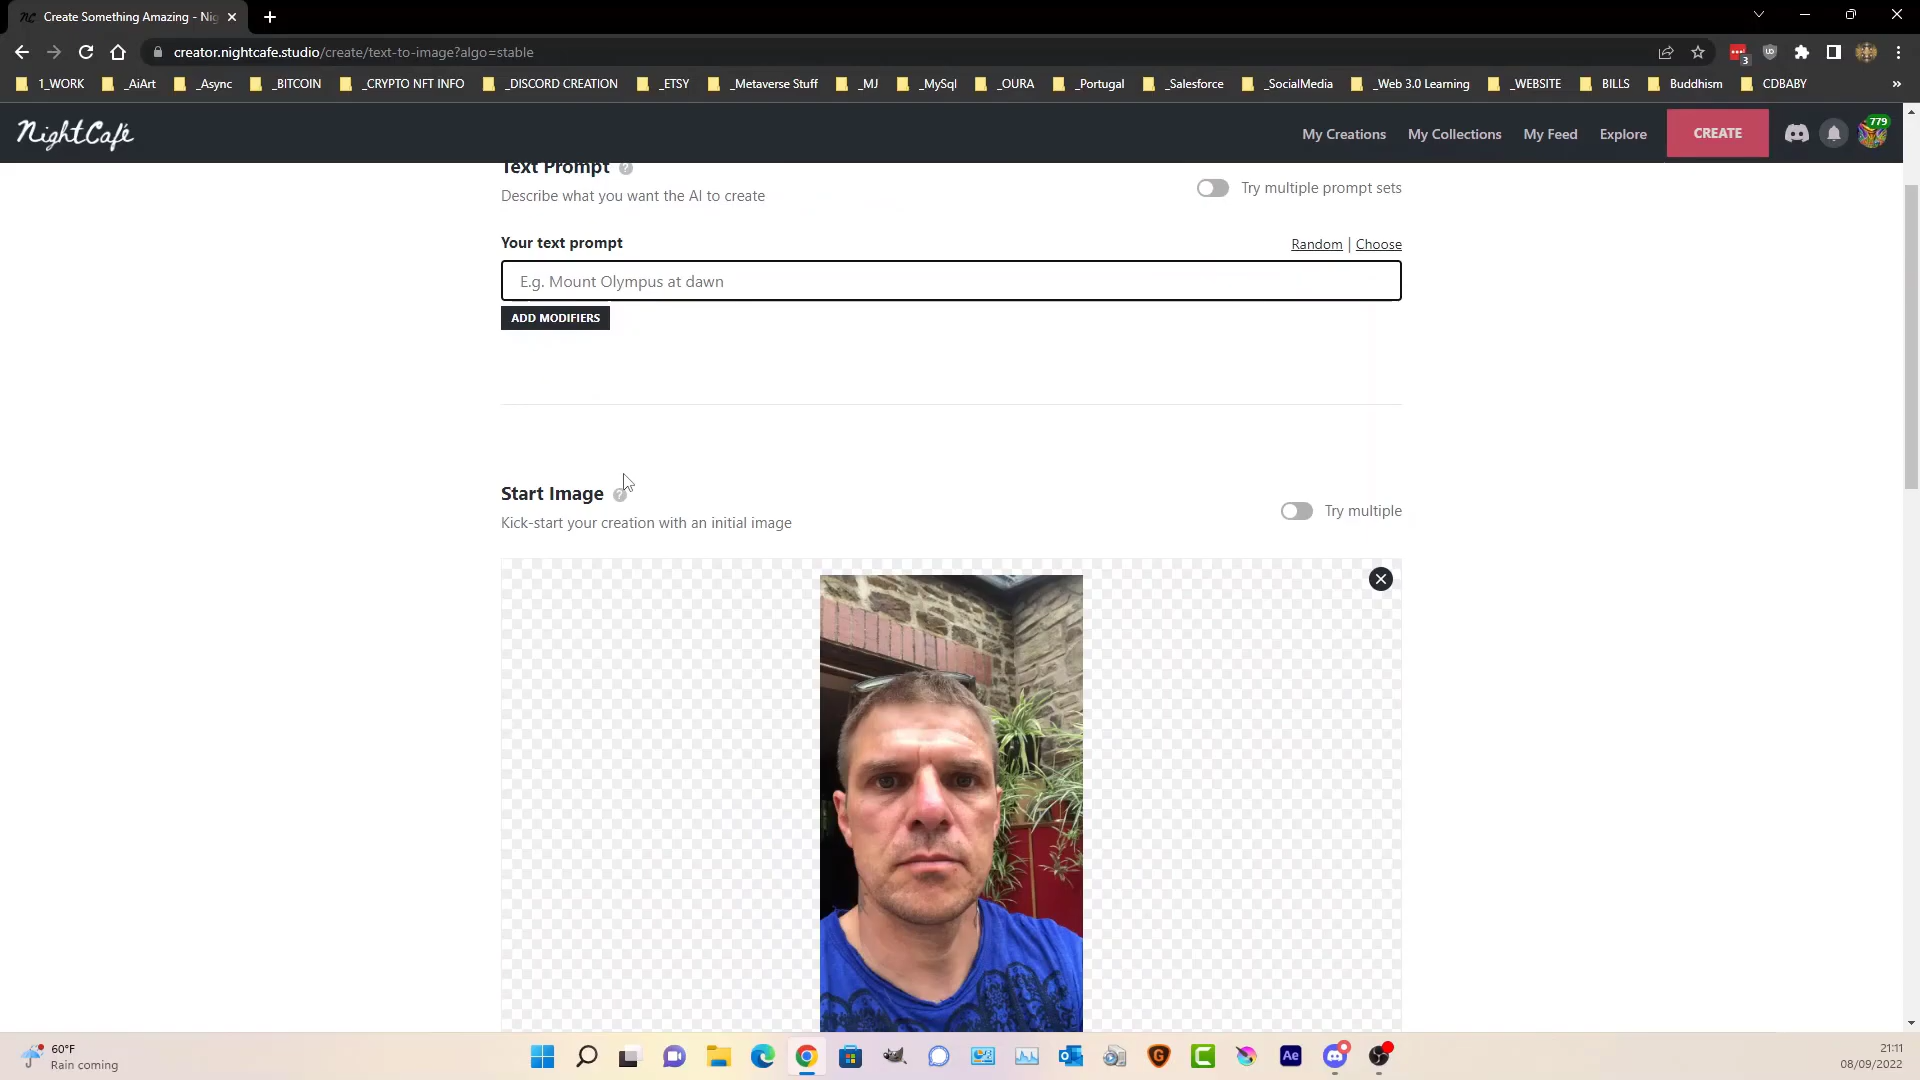 Create Something Amazing - Nig
creator.nightcafe.studio/create/text-to-image?algo=stable
3
1_WORK _AiArt _Async _BITCOIN _CRYPTO NFT INFO _DISCORD CREATION _ETSY _Metaverse Stuff _MJ _MySql _OURA _Portugal _Salesforce _SocialMedia _Web 3.0 Learning _WEBSITE BILLS Buddhism CDBABY »
NightCafé My Creations My Collections My Feed Explore CREATE 779
Text Prompt ?
Describe what you want the AI to create
Try multiple prompt sets
Your text prompt
Random | Choose
E.g. Mount Olympus at dawn
ADD MODIFIERS
Start Image ?
Kick-start your creation with an initial image
Try multiple
60°F
Rain coming
Ae
21:11
08/09/2022